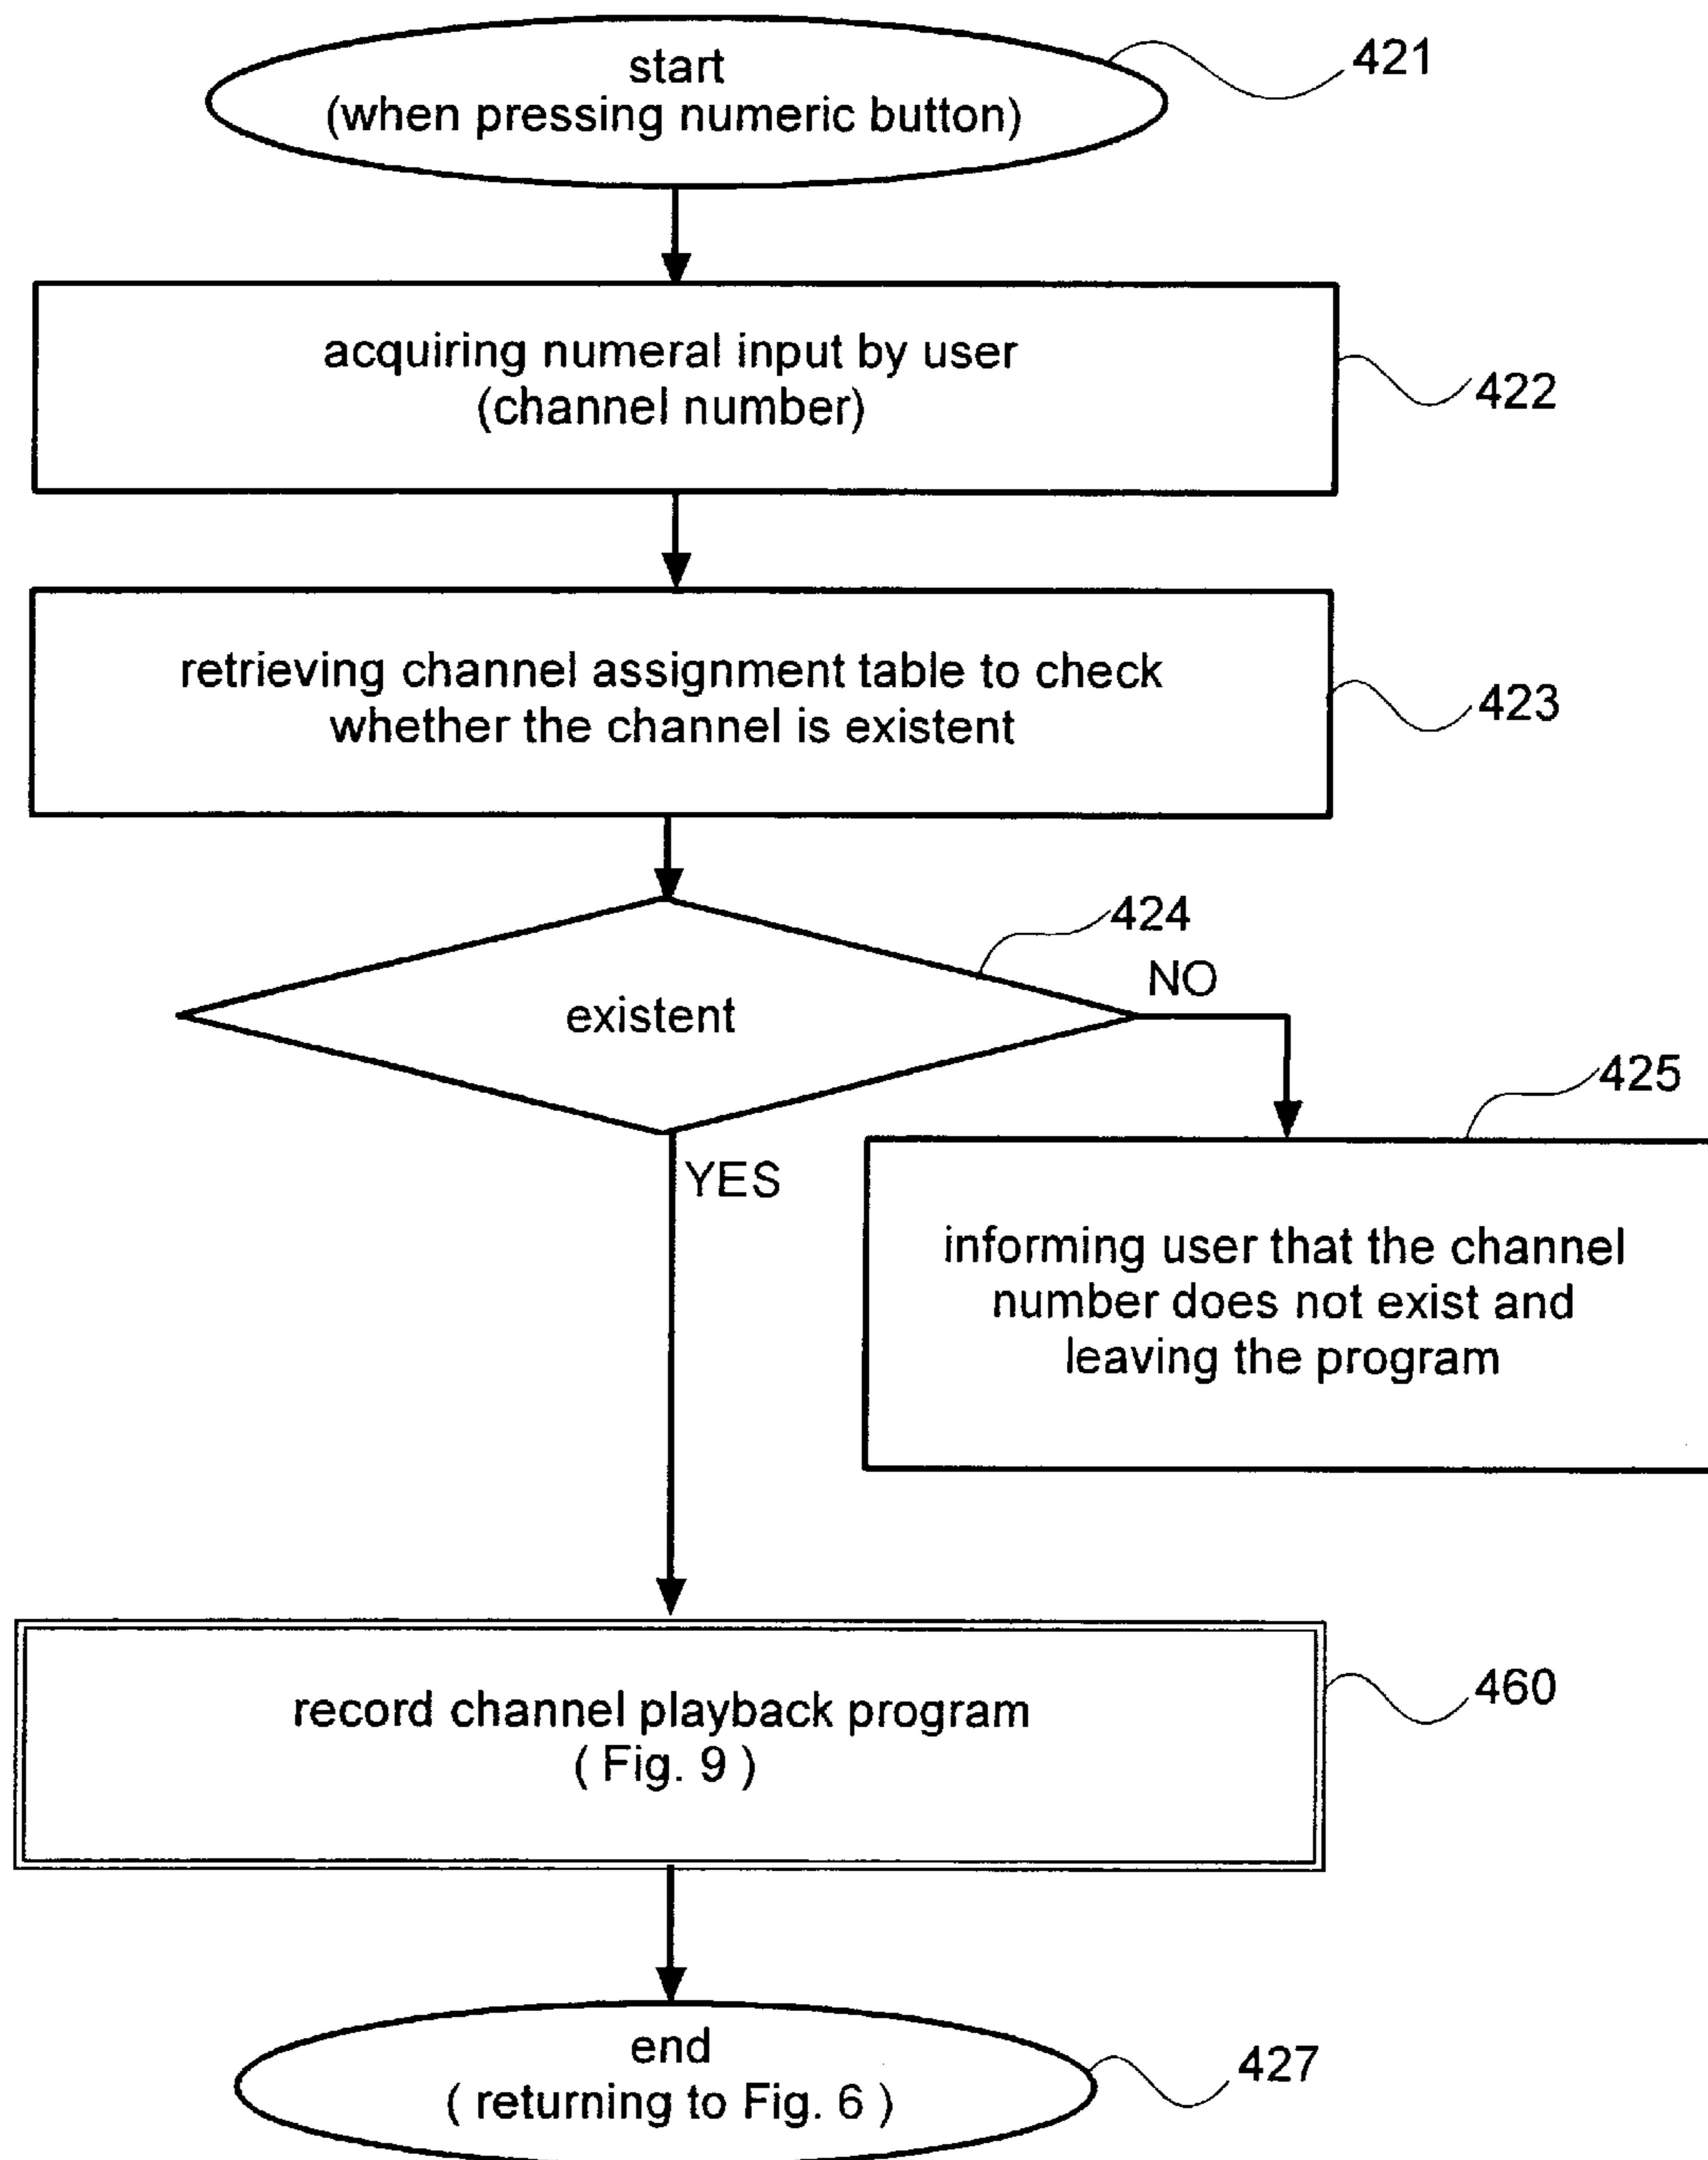 start
(when pressing numeric button)
421
acquiring numeral input by user
(channel number)
422
retrieving channel assignment table to check
whether the channel is existent
423
424
existent
NO
YES
425
informing user that the channel
number does not exist and
leaving the program
record channel playback program
( Fig. 9 )
460
end
( returning to Fig. 6 )
427